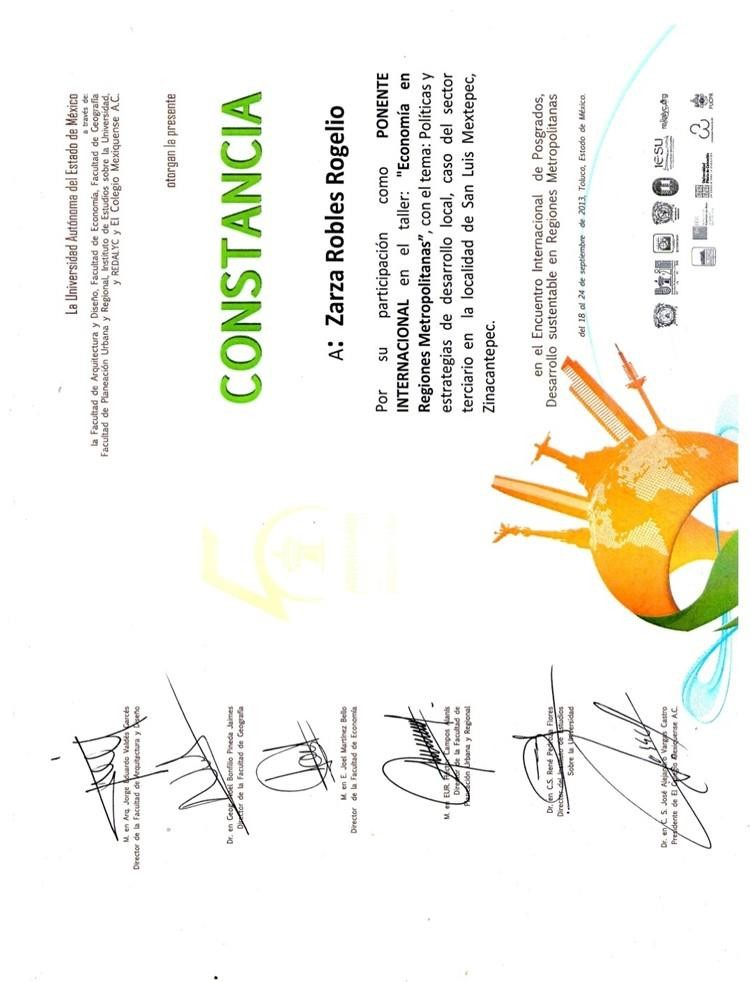 La Universidad Autónoma del Estado de México
a través de:
la Facultad de Arquitectura y Diseño, Facultad de Economía, Facultad de Geografía
Facultad de Planeación Urbana y Regional, Instituto de Estudios sobre la Universidad,
y REDALYC y El Colegio Mexiquense A.C.
otorgan la presente
CONSTANCIA
A: Zarza Robles Rogelio
Por su participación como PONENTE
INTERNACIONAL en el taller: "Economía en
Regiones Metropolitanas", con el tema: Políticas y
estrategias de desarrollo local, caso del sector
terciario en la localidad de San Luis Mextepec,
Zinacantepec.
en el Encuentro Internacional de Posgrados,
Desarrollo sustentable en Regiones Metropolitanas
del 18 al 24 de septiembre de 2013, Toluca, Estado de México.
M. en Arq. Jorge Eduardo Valdés Garcés
Director de la Facultad de Arquitectura y Diseño
Dr. en Geog. Noel Bonfilio Pineda Jaimes
Director de la Facultad de Geografía
M. en E. Joel Martínez Bello
Director de la Facultad de Economía
M. en EUR. Campos Alanis
Director de la Facultad de
Planeación Urbana y Regional
Dr. en C.S. René Pedroza Flores
Director del Instituto de Estudios
Sobre la Universidad
Dr. en C. S. José Alejandro Vargas Castro
Presidente de El Colegio Mexiquense A.C.
IESU
redalyc.org